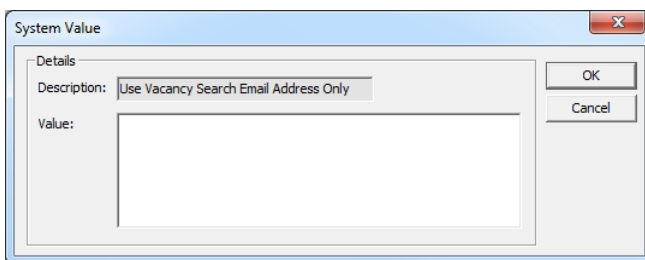 System Value
Details
OK
Description: Use Vacancy Search Email Address Only
Cancel
Value: